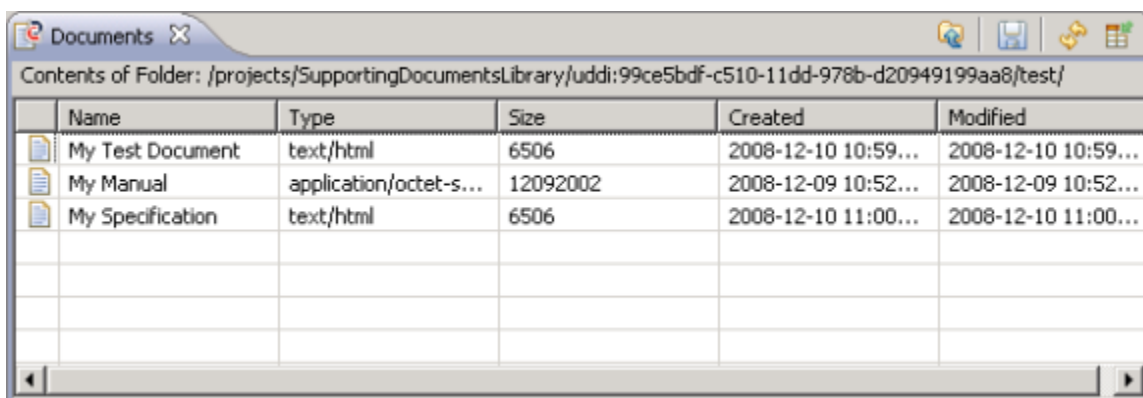 Documents
Contents of Folder: /projects/SupportingDocumentsLibrary/uddi:99ce5bdf-c510-11dd-978b-d20949199aa8/test/
Name Type Size Created Modified
My Test Document text/html 6506 2008-12-10 10:59... 2008-12-10 10:59...
My Manual application/octet-s... 12092002 2008-12-09 10:52... 2008-12-09 10:52...
My Specification text/html 6506 2008-12-10 11:00... 2008-12-10 11:00...